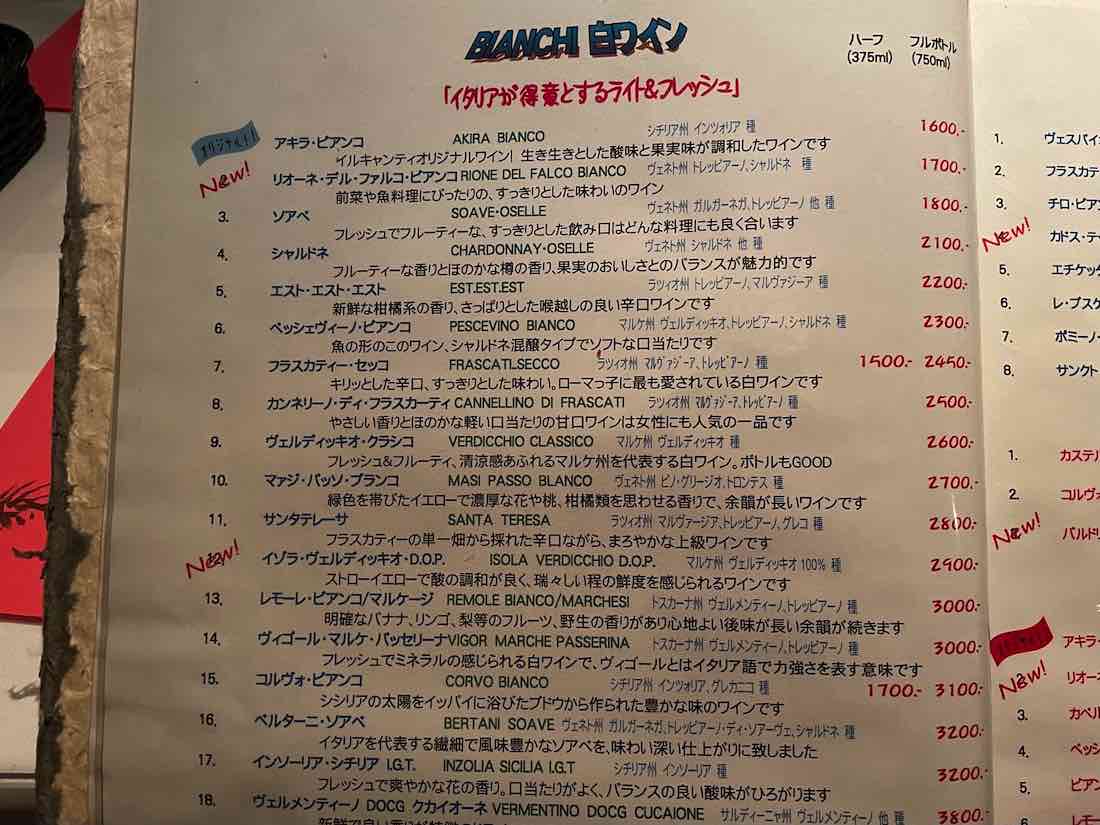 BIANCHI 白ワイン
ハーフ (375ml) フルボトル (750ml)
「イタリアが得意とするライト&フレッシュ」
オリジナル!
アキラ・ビアンコ AKIRA BIANCO シチリア州 インツォリア 種 1600.-
イルキャンティオリジナルワイン! 生き生きとした酸味と果実味が調和したワインです
New! リオーネ・デル・ファルコ・ビアンコ RIONE DEL FALCO BIANCO ヴェネト州 トレッビアーノ、シャルドネ 種 1700.-
前菜や魚料理にぴったりの、すっきりとした味わいのワイン
3. ソアベ SOAVE・OSELLE ヴェネト州 ガルガーネガ、トレッビアーノ 他 種 1800.-
フレッシュでフルーティーな、すっきりとした飲み口はどんな料理にも良く合います
4. シャルドネ CHARDONNAY・OSELLE ヴェネト州 シャルドネ 他 種 2100.-
フルーティーな香りとほのかな樽の香り、果実のおいしさとのバランスが魅力的です
5. エスト・エスト・エスト EST.EST.EST ラツィオ州 トレッビアーノ、マルヴァジーア 種 2200.-
新鮮な柑橘系の香り、さっぱりとした喉越しの良い辛口ワインです
6. ペッシェヴィーノ・ビアンコ PESCEVINO BIANCO マルケ州 ヴェルディッキオ、トレッビアーノ、シャルドネ 種 2300.-
魚の形のこのワイン、シャルドネ混醸タイプでソフトな口当たりです
7. フラスカティー・セッコ FRASCATI.SECCO ラツィオ州 マルヴァジーア、トレッビアーノ 種 1500.- 2450.-
キリッとした辛口、すっきりとした味わい。ローマっ子に最も愛されている白ワインです
8. カンネリーノ・ディ・フラスカーティ CANNELLINO DI FRASCATI ラツィオ州 マルヴァジーア、トレッビアーノ 種 2500.-
やさしい香りとほのかな軽い口当たりの甘口ワインは女性にも人気の一品です
9. ヴェルディッキオ・クラシコ VERDICCHIO CLASSICO マルケ州 ヴェルディッキオ 種 2600.-
フレッシュ&フルーティ、清涼感あふれるマルケ州を代表する白ワイン。ボトルもGOOD
10. マァジ・パッソ・ブランコ MASI PASSO BLANCO ヴェネト州 ピノ・グリージオ、トロンテス 種 2700.-
緑色を帯びたイエローで濃厚な花や桃、柑橘類を思わせる香りで、余韻が長いワインです
11. サンタテレーサ SANTA TERESA ラツィオ州 マルヴァージア、トレッビアーノ、グレコ 種 2800.-
フラスカティーの単一畑から採れた辛口ながら、まろやかな上級ワインです
New! イゾラ・ヴェルディッキオ・D.O.P. ISOLA VERDICCHIO D.O.P. マルケ州 ヴェルディッキオ 100% 種 2900.-
ストローイエローで酸の調和が良く、瑞々しい程の鮮度を感じられるワインです
13. レモーレ・ビアンコ/マルケージ REMOLE BIANCO/MARCHESI トスカーナ州 ヴェルメンティーノ、トレッビアーノ 種 3000.-
明確なバナナ、リンゴ、梨等のフルーツ、野生の香りがあり心地よい後味が長い余韻が続きます
14. ヴィゴール・マルケ・パッセリーナ VIGOR MARCHE PASSERINA トスカーナ州 ヴェルメンティーノ、トレッビアーノ 種 3000.-
フレッシュでミネラルの感じられる白ワインで、ヴィゴールとはイタリア語で力強さを表す意味です
15. コルヴォ・ビアンコ CORVO BIANCO シチリア州 インツォリア、グレカニコ 種 1700.- 3100.-
シシリアの太陽をイッパイに浴びたブドウから作られた豊かな味のワインです
16. ベルターニ・ソアベ BERTANI SOAVE ヴェネト州 ガルガーネガ、トレッビアーノ・ディ・ソアーヴェ、シャルドネ 種 3200.-
イタリアを代表する繊細で風味豊かなソアベを、味わい深い仕上がりに致しました
17. インソーリア・シチリア I.G.T. INZOLIA SICILIA I.G.T シチリア州 インソーリア 種 3200.-
フレッシュで爽やかな花の香り。口当たりがよく、バランスの良い酸味がひろがります
18. ヴェルメンティーノ DOCG クカイオーネ VERMENTINO DOCG CUCAIONE サルディーニャ州 ヴェルメンティーノ 他 種 3800.-
1. ヴェスパイ
2. フラスカテ
3. チロ・ビア
New! カドス・テ
5. エチケッ
6. レ・ブスケ
7. ポミーノ・
8. サンクト
1. カステル
2. コルヴォ
New! バルドリ
アキラ・
New! リオー
3. カベル
4. ペッシ
5. ビアン
6. レモー